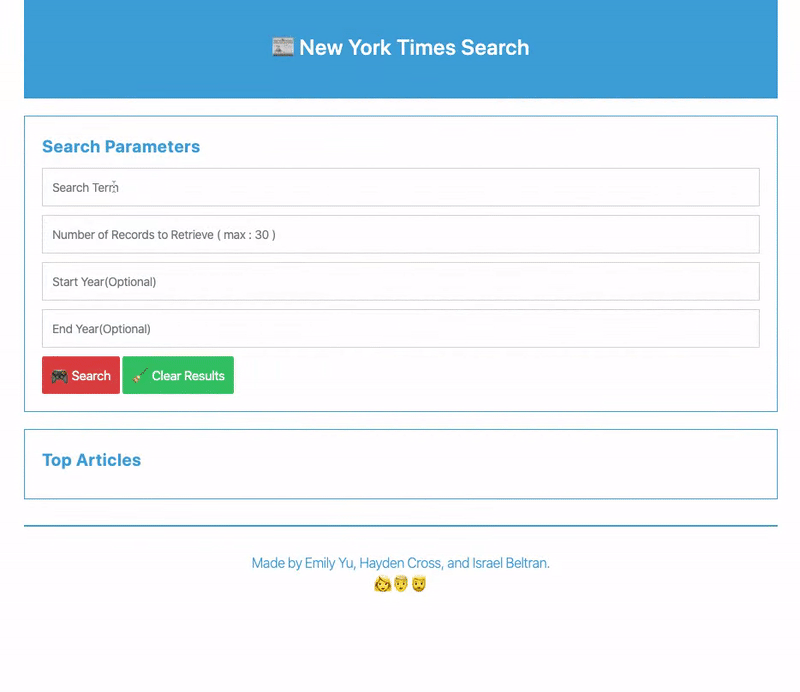 New York Times Search
Search Parameters
Search Term
Number of Records to Retrieve ( max : 30 )
Start Year(Optional)
End Year(Optional)
Search
Clear Results
Top Articles
Made by Emily Yu, Hayden Cross, and Israel Beltran.